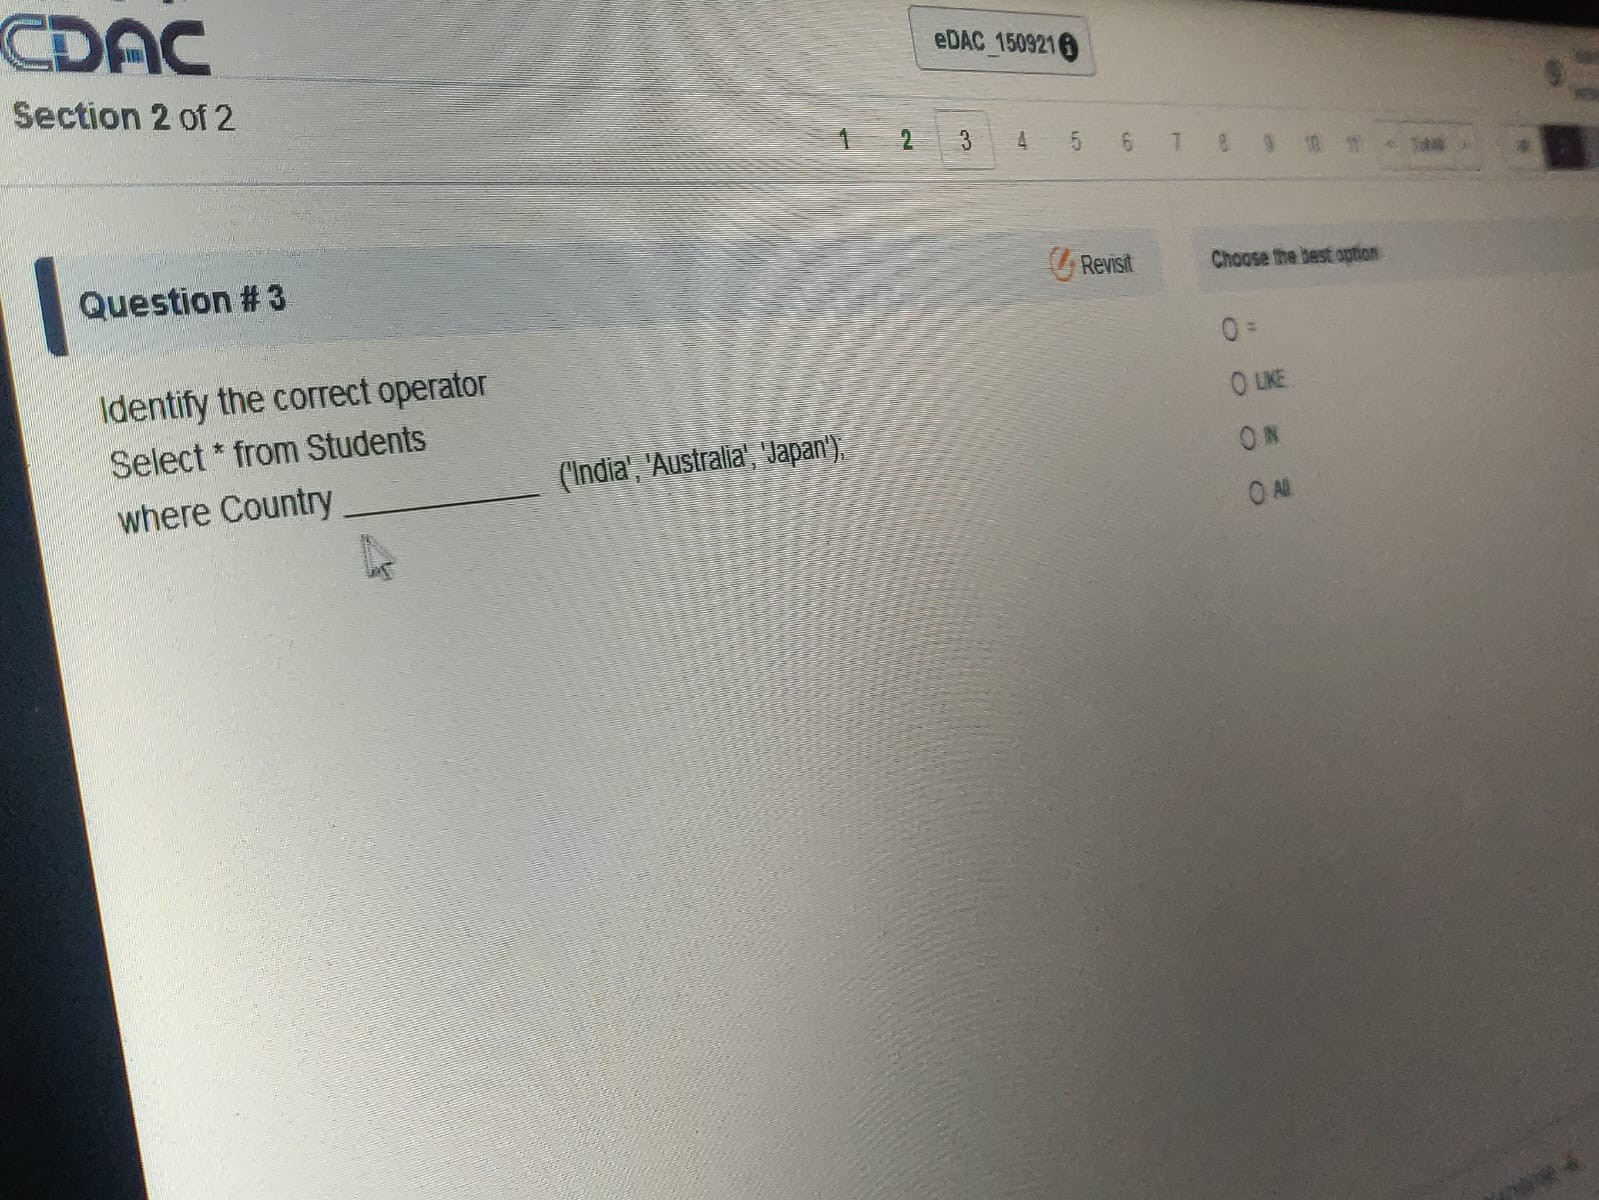 CDAC
eDAC_150921
Section 2 of 2
1 2 3 4 5 6 7 8 9 10 11
Question # 3
Revisit
Choose the best option
Identify the correct operator
Select * from Students
where Country __________ ('India', 'Australia', 'Japan');
=
LIKE
IN
All